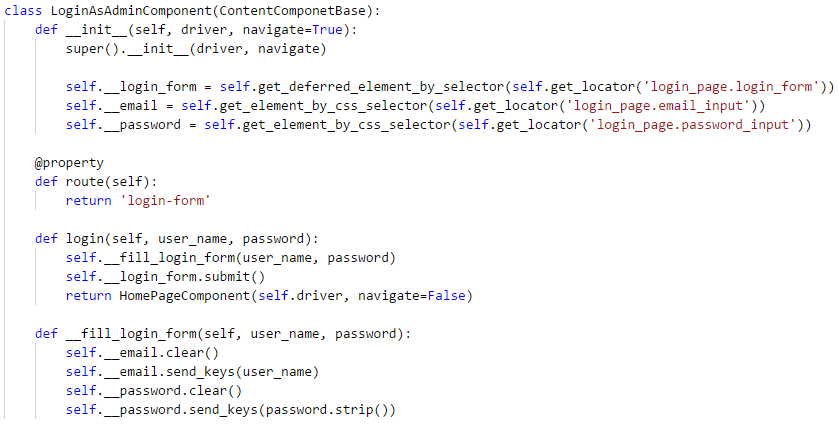 class LoginAsAdminComponent(ContentComponetBase):
    def __init__(self, driver, navigate=True):
        super().__init__(driver, navigate)

        self.__login_form = self.get_deferred_element_by_selector(self.get_locator('login_page.login_form'))
        self.__email = self.get_element_by_css_selector(self.get_locator('login_page.email_input'))
        self.__password = self.get_element_by_css_selector(self.get_locator('login_page.password_input'))

    @property
    def route(self):
        return 'login-form'

    def login(self, user_name, password):
        self.__fill_login_form(user_name, password)
        self.__login_form.submit()
        return HomePageComponent(self.driver, navigate=False)

    def __fill_login_form(self, user_name, password):
        self.__email.clear()
        self.__email.send_keys(user_name)
        self.__password.clear()
        self.__password.send_keys(password.strip())